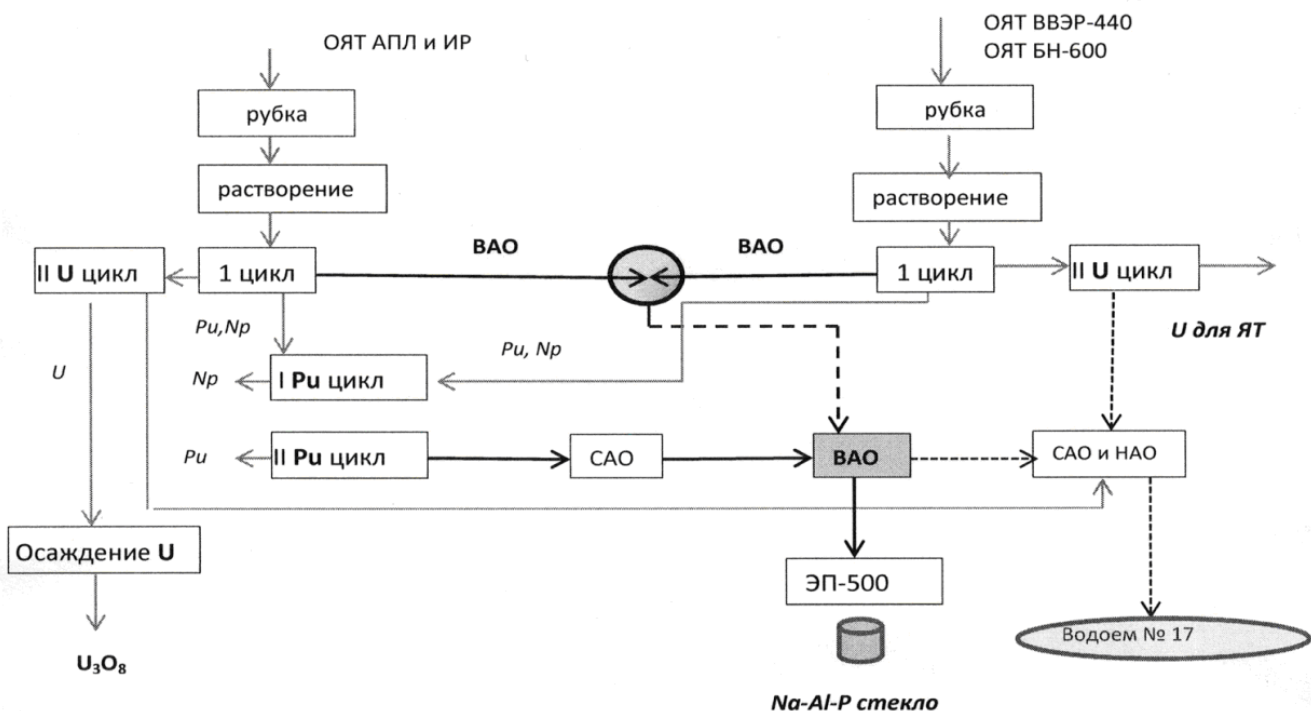 ОЯТ АПЛ и ИР
ОЯТ ВВЭР-440
ОЯТ БН-600
рубка
рубка
растворение
растворение
ВАО
ВАО
II U цикл
1 цикл
1 цикл
II U цикл
U для ЯТ
Pu,Np
Pu, Np
U
Np
I Pu цикл
Pu
II Pu цикл
САО
ВАО
САО и НАО
Осаждение U
ЭП-500
Водоем № 17
U₃O₈
Na-Al-P стекло